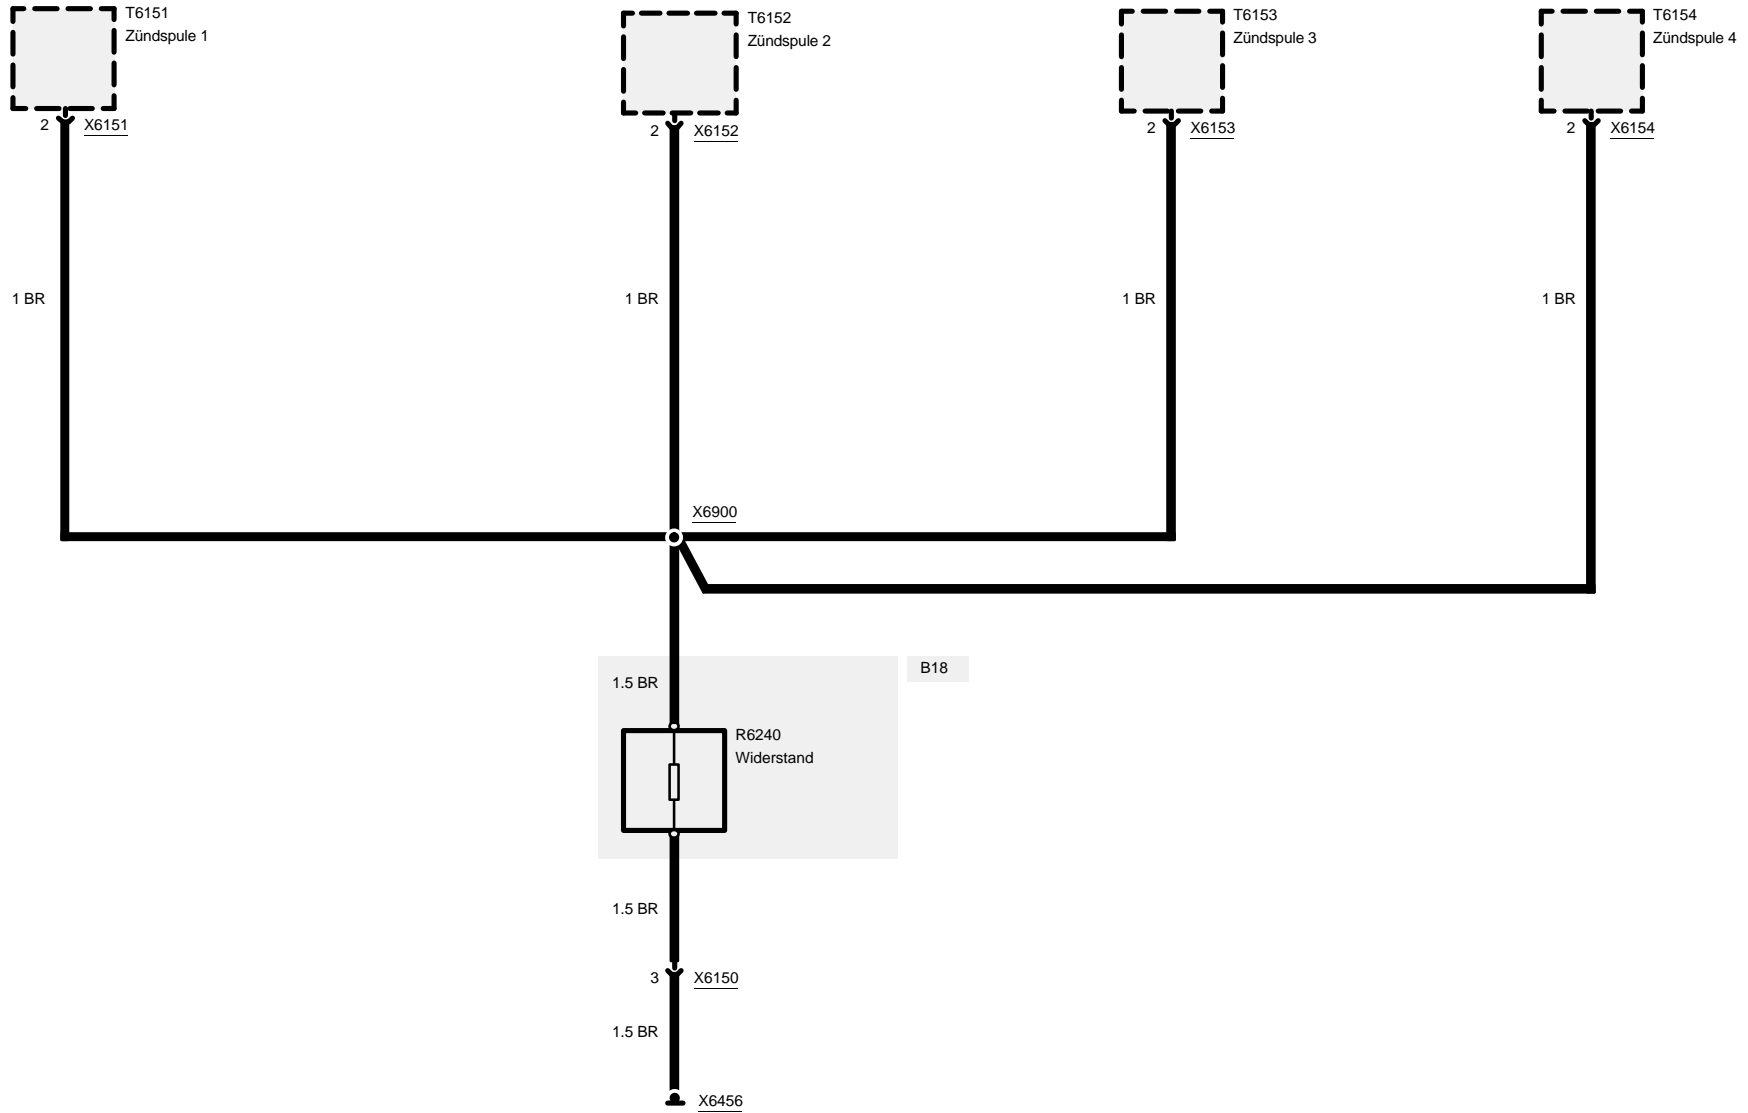 T6151
Zündspule 1
T6152
Zündspule 2
T6153
Zündspule 3
T6154
Zündspule 4
2 X6151
2 X6152
2 X6153
2 X6154
1 BR
1 BR
1 BR
1 BR
X6900
B18
1.5 BR
R6240
Widerstand
1.5 BR
3 X6150
1.5 BR
X6456